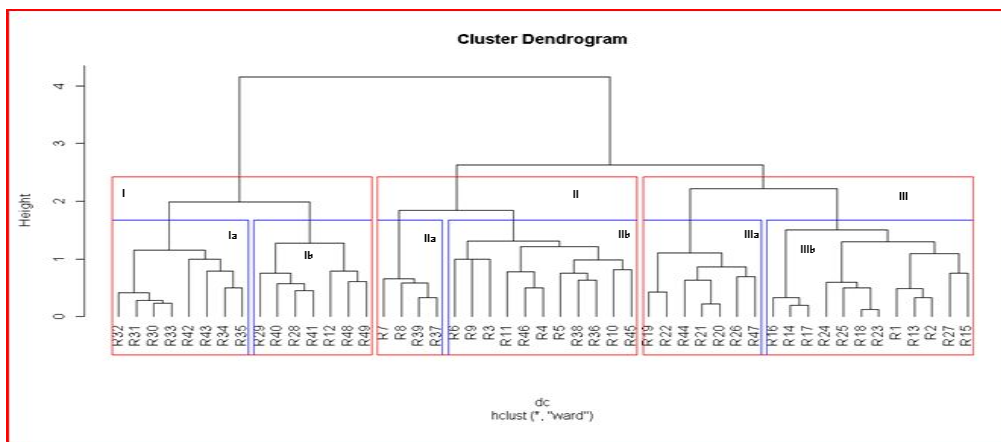 Cluster Dendrogram
Height
4
3
2
1
0
I
II
III
Ia
Ib
IIa
IIb
IIIa
IIIb
R32
R31
R30
R33
R42
R43
R34
R35
R29
R40
R28
R41
R12
R48
R49
R7
R8
R39
R37
R6
R9
R3
R11
R46
R4
R5
R38
R36
R10
R45
R19
R22
R44
R21
R20
R26
R47
R16
R14
R17
R24
R25
R18
R23
R1
R13
R2
R27
R15
dc
hclust (*, "ward")